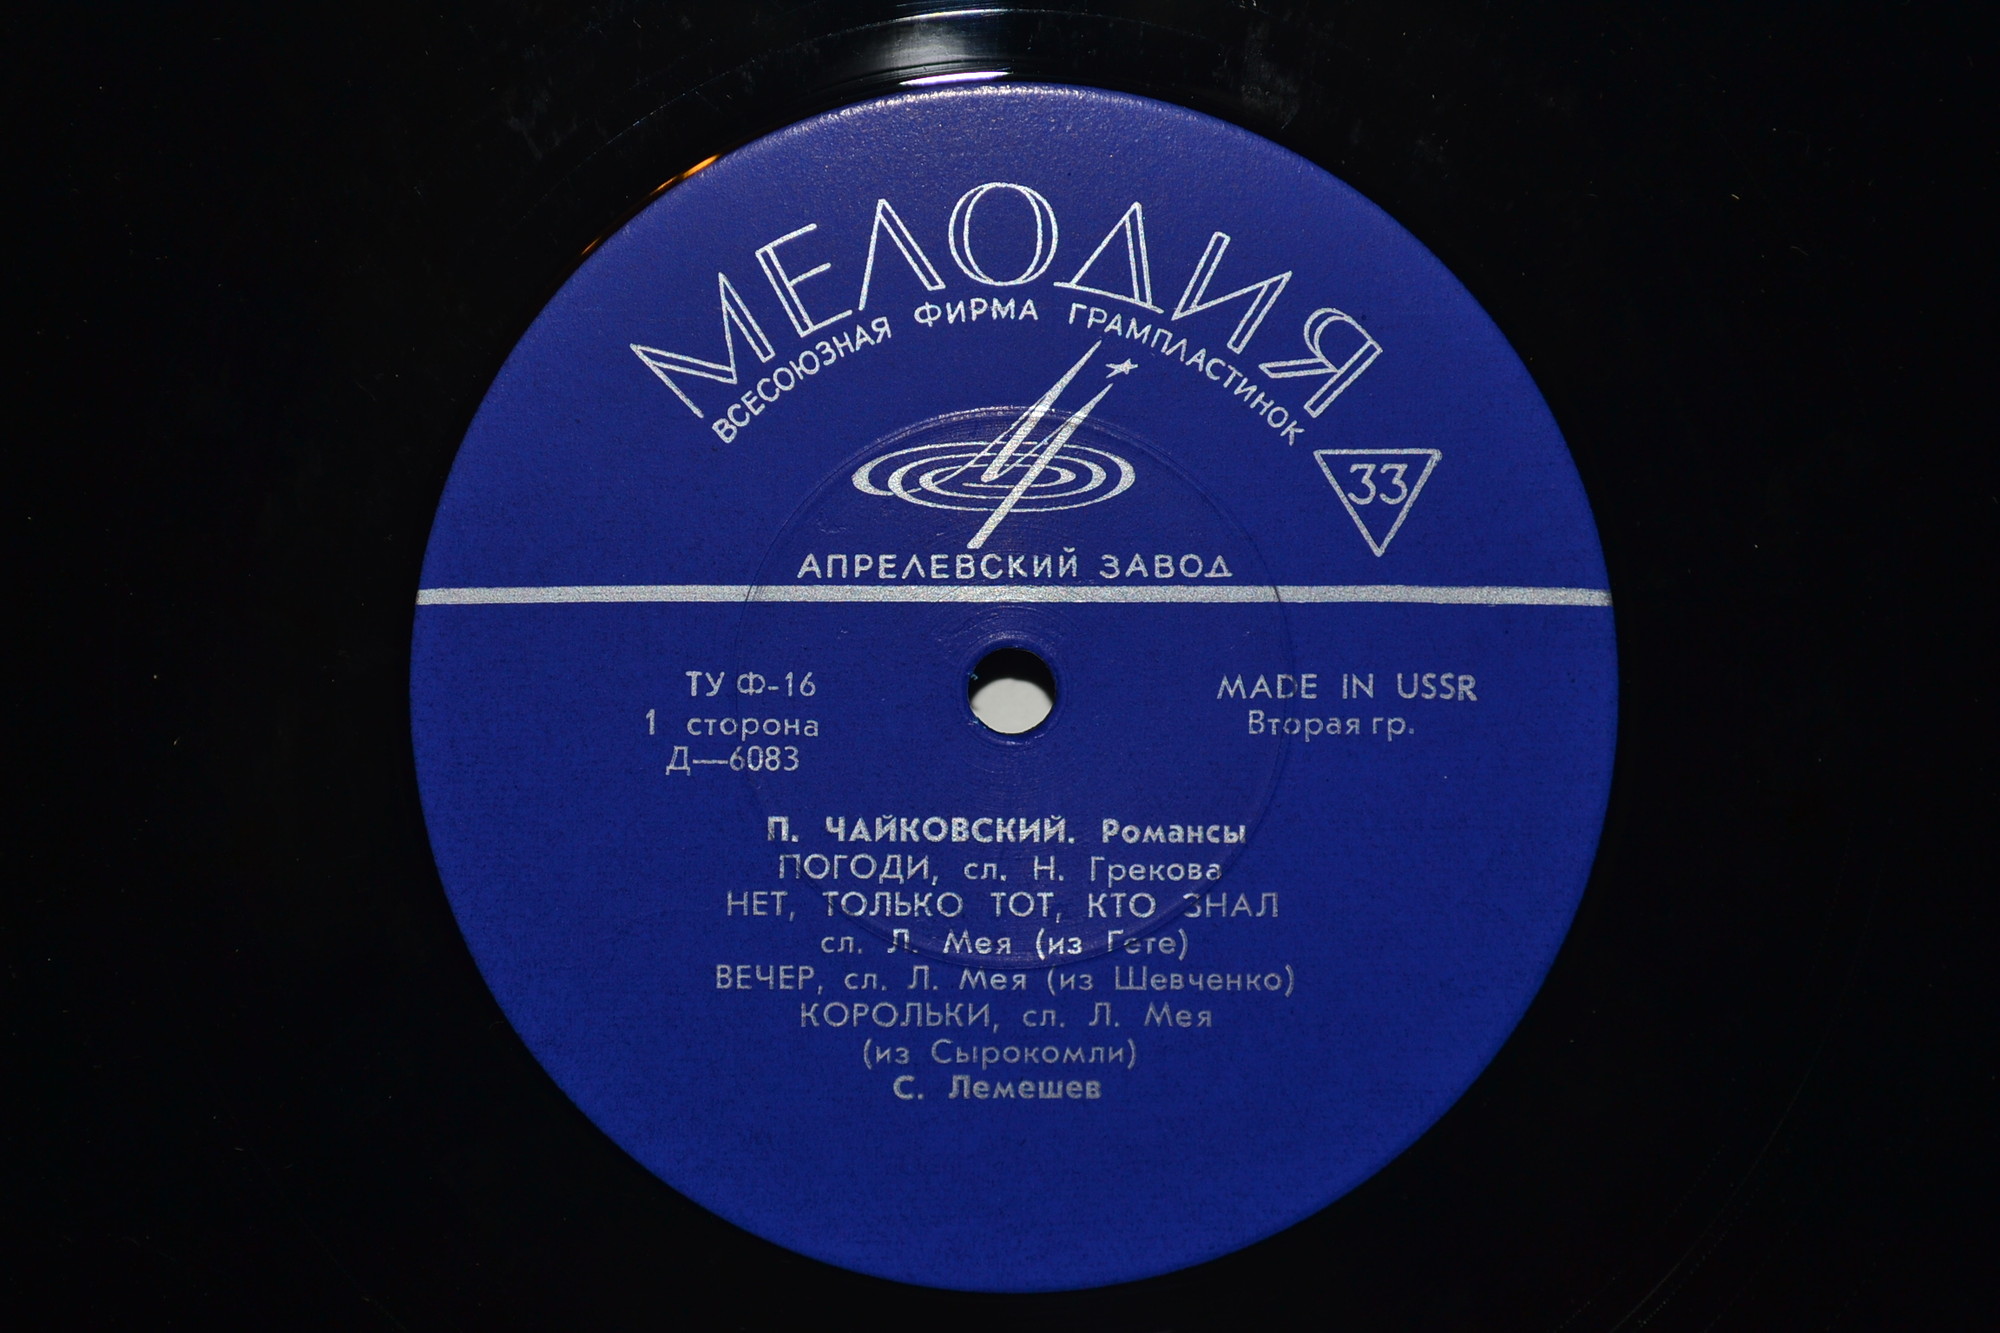 МЕЛОДИЯ
ВСЕСОЮЗНАЯ ФИРМА ГРАМПЛАСТИНОК
33
АПРЕЛЕВСКИЙ ЗАВОД
ТУ Ф-16
1 сторона
Д—6083
MADE IN USSR
Вторая гр.
П. ЧАЙКОВСКИЙ. Романсы
ПОГОДИ, сл. Н. Грекова
НЕТ, ТОЛЬКО ТОТ, КТО ЗНАЛ
сл. Л. Мея (из Гете)
ВЕЧЕР, сл. Л. Мея (из Шевченко)
КОРОЛЬКИ, сл. Л. Мея
(из Сырокомли)
С. Лемешев